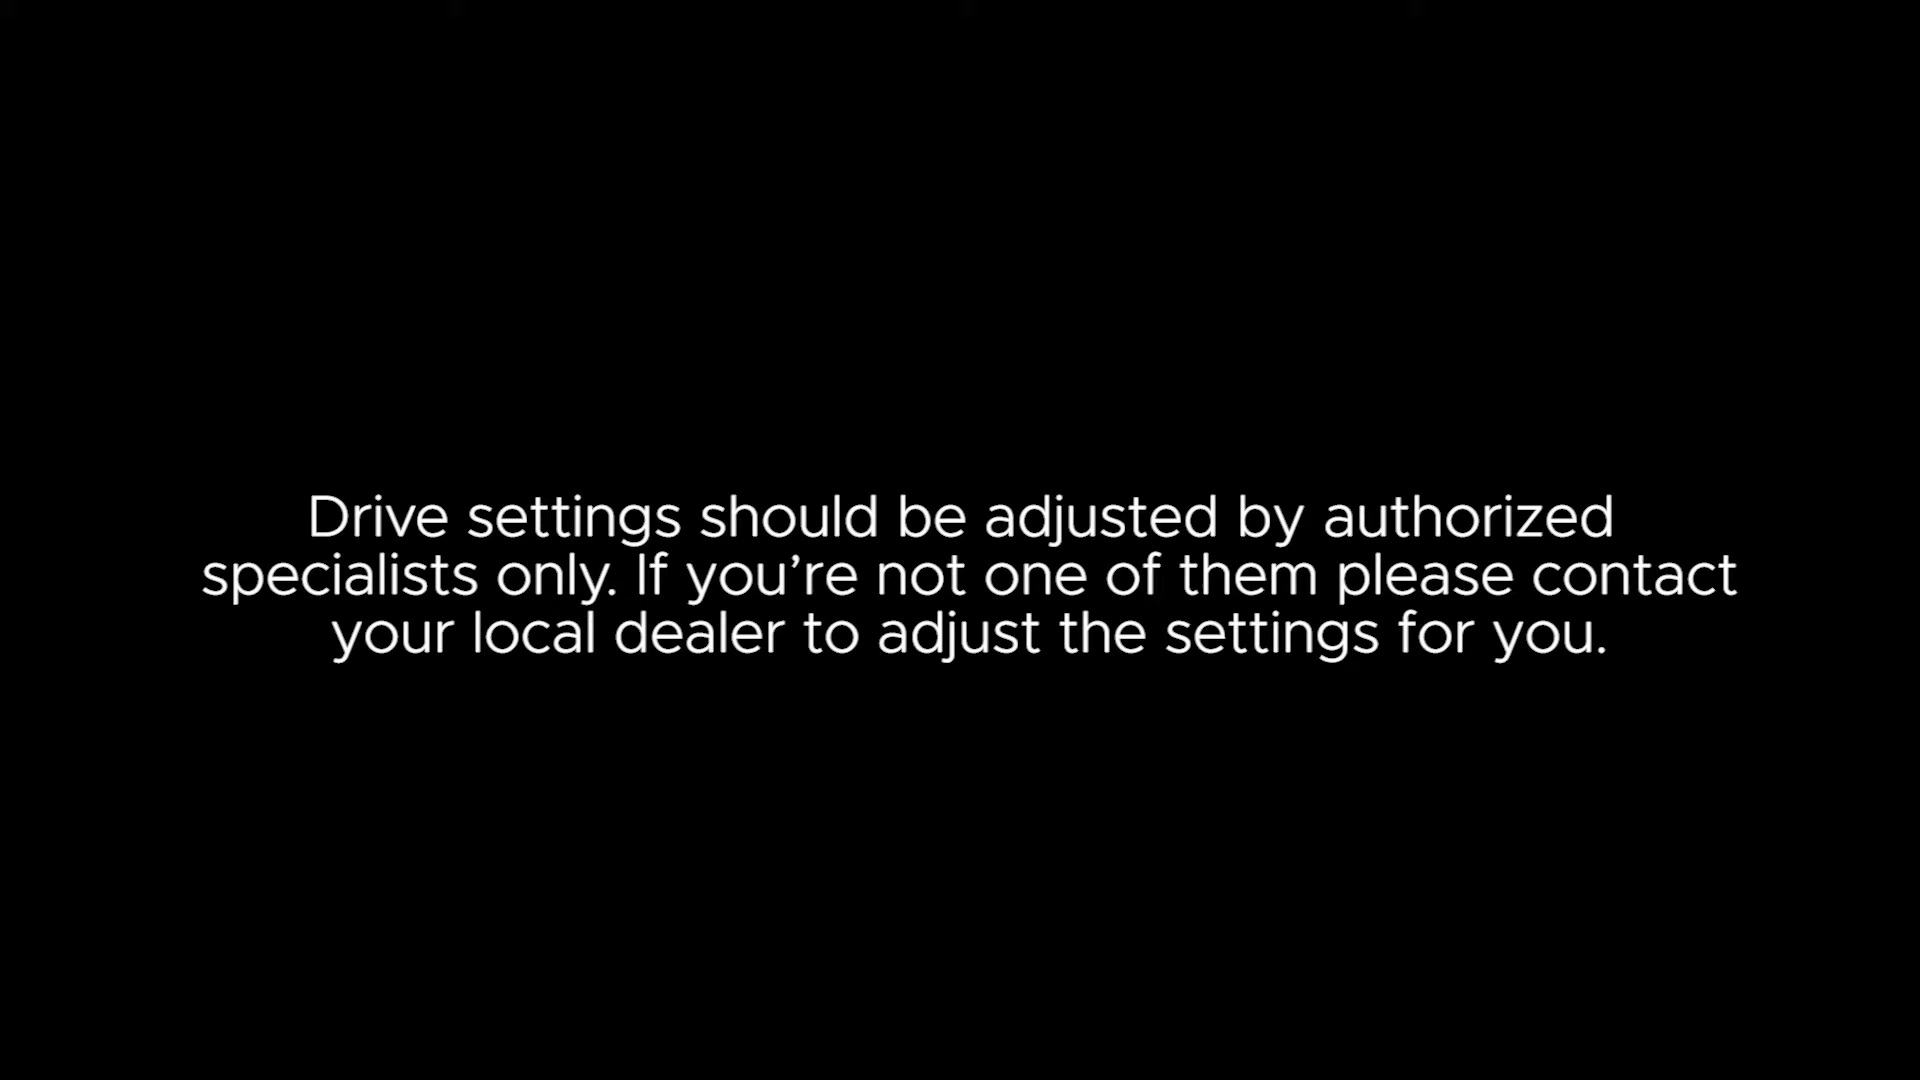 Drive settings should be adjusted by authorized
specialists only. If you’re not one of them please contact
your local dealer to adjust the settings for you.